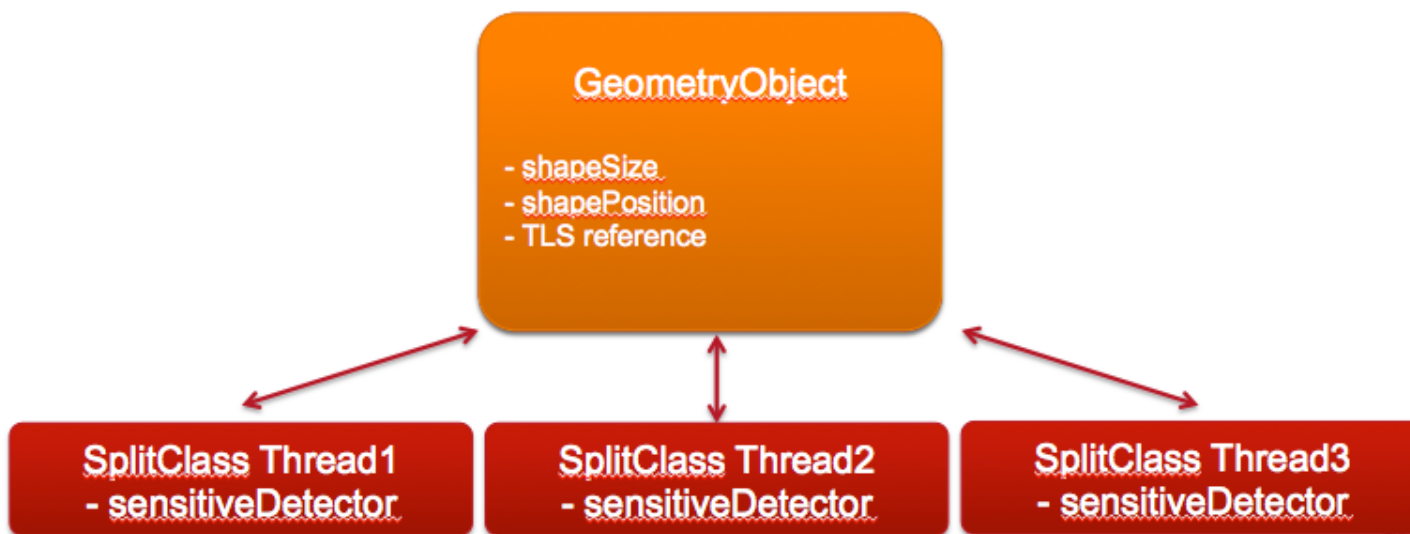 GeometryObject
- shapeSize
- shapePosition
- TLS reference
SplitClass Thread1
- sensitiveDetector
SplitClass Thread2
- sensitiveDetector
SplitClass Thread3
- sensitiveDetector